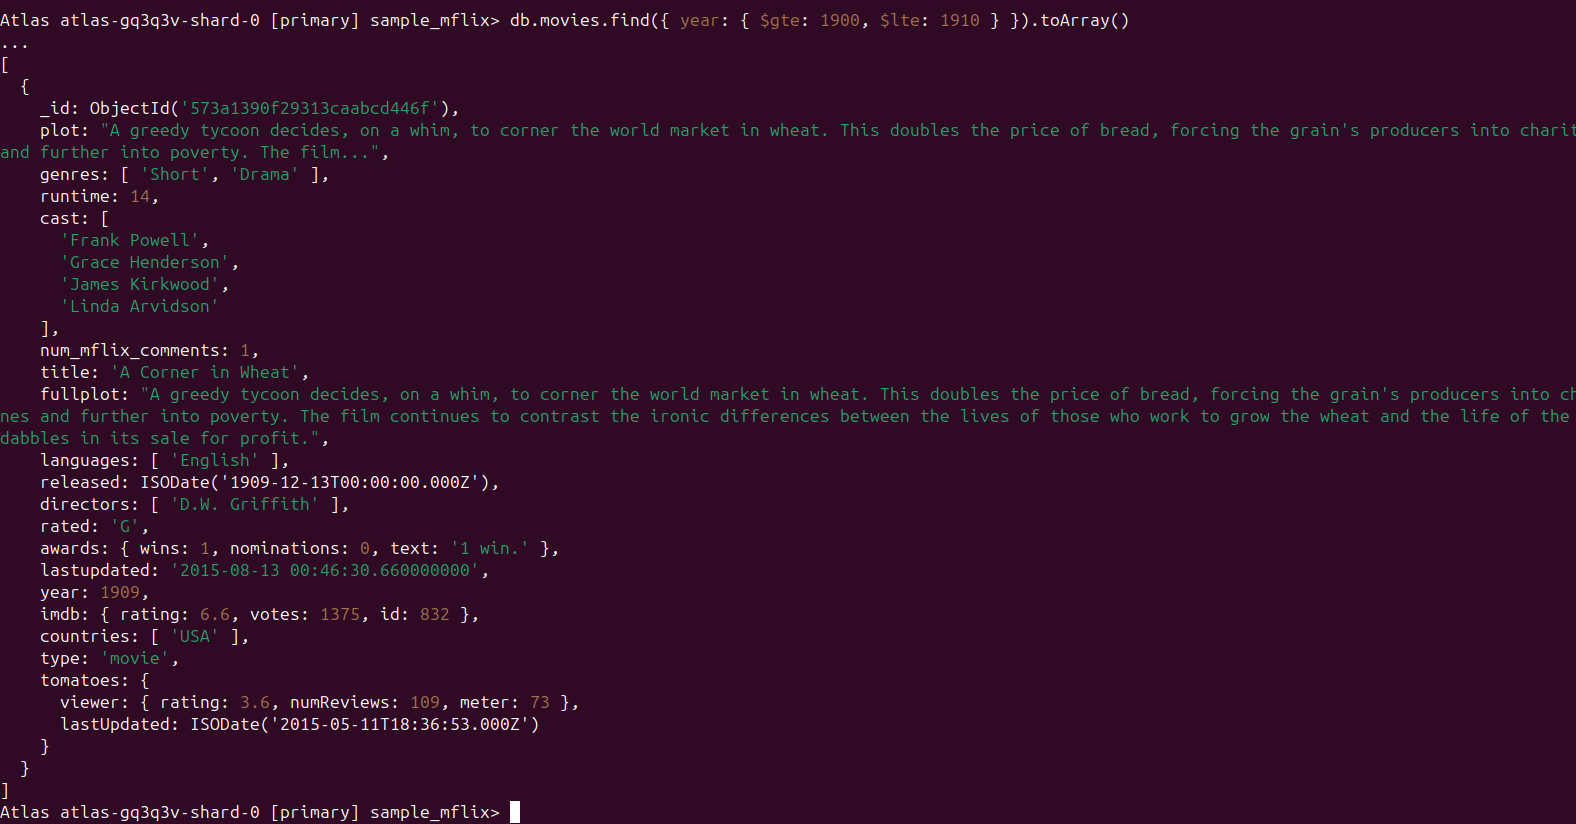 Atlas atlas-gq3q3v-shard-0 [primary] sample_mflix> db.movies.find({ year: { $gte: 1900, $lte: 1910 } }).toArray()
...
[
  {
    _id: ObjectId('573a1390f29313caabcd446f'),
    plot: "A greedy tycoon decides, on a whim, to corner the world market in wheat. This doubles the price of bread, forcing the grain's producers into charit
and further into poverty. The film...",
    genres: [ 'Short', 'Drama' ],
    runtime: 14,
    cast: [
      'Frank Powell',
      'Grace Henderson',
      'James Kirkwood',
      'Linda Arvidson'
    ],
    num_mflix_comments: 1,
    title: 'A Corner in Wheat',
    fullplot: "A greedy tycoon decides, on a whim, to corner the world market in wheat. This doubles the price of bread, forcing the grain's producers into ch
nes and further into poverty. The film continues to contrast the ironic differences between the lives of those who work to grow the wheat and the life of the
dabbles in its sale for profit.",
    languages: [ 'English' ],
    released: ISODate('1909-12-13T00:00:00.000Z'),
    directors: [ 'D.W. Griffith' ],
    rated: 'G',
    awards: { wins: 1, nominations: 0, text: '1 win.' },
    lastupdated: '2015-08-13 00:46:30.660000000',
    year: 1909,
    imdb: { rating: 6.6, votes: 1375, id: 832 },
    countries: [ 'USA' ],
    type: 'movie',
    tomatoes: {
      viewer: { rating: 3.6, numReviews: 109, meter: 73 },
      lastUpdated: ISODate('2015-05-11T18:36:53.000Z')
    }
  }
]
Atlas atlas-gq3q3v-shard-0 [primary] sample_mflix>